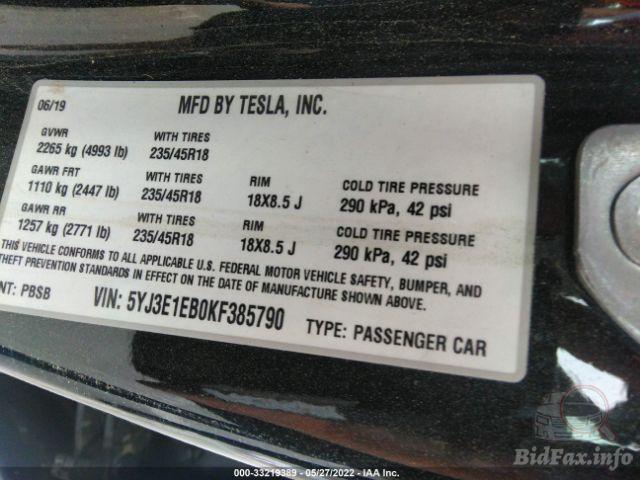 06/19 MFD BY TESLA, INC.
GVWR WITH TIRES
2265 kg (4993 lb) 235/45R18
GAWR FRT WITH TIRES RIM COLD TIRE PRESSURE
1110 kg (2447 lb) 235/45R18 18X8.5 J 290 kPa, 42 psi
GAWR RR WITH TIRES RIM COLD TIRE PRESSURE
1257 kg (2771 lb) 235/45R18 18X8.5 J 290 kPa, 42 psi
THIS VEHICLE CONFORMS TO ALL APPLICABLE U.S. FEDERAL MOTOR VEHICLE SAFETY, BUMPER, AND
THEFT PREVENTION STANDARDS IN EFFECT ON THE DATE OF MANUFACTURE SHOWN ABOVE.
NT: PBSB VIN: 5YJ3E1EB0KF385790 TYPE: PASSENGER CAR
BidFax.info
000-33219389 - 05/27/2022 - IAA Inc.